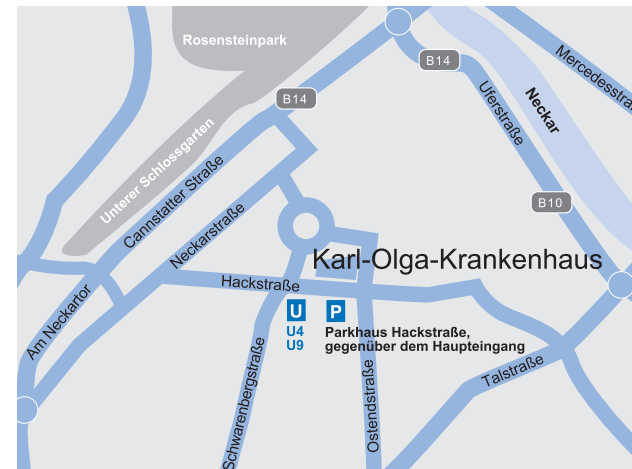 Rosensteinpark
B14
B14
Mercedesstraß
Uferstraße
Neckar
Unterer Schlossgarten
Cannstatter Straße
Neckarstraße
B10
Karl-Olga-Krankenhaus
Hackstraße
Am Neckartor
U
P
U4
U9
Parkhaus Hackstraße,
gegenüber dem Haupteingang
Schwarenbergstraße
Ostendstraße
Talstraße